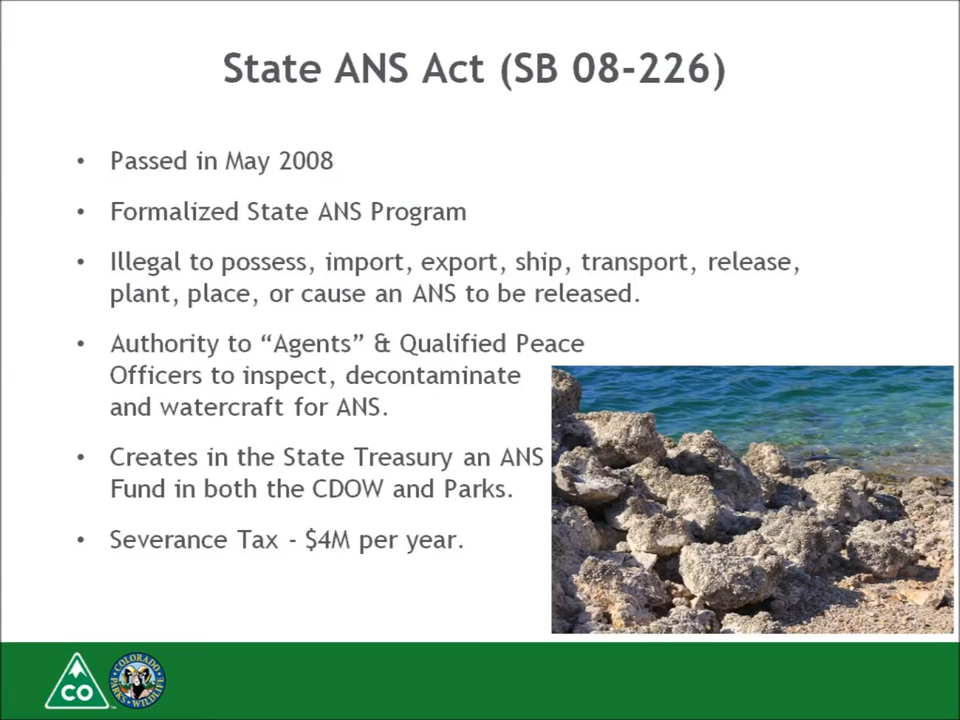 State ANS Act (SB 08-226)
• Passed in May 2008
• Formalized State ANS Program
• Illegal to possess, import, export, ship, transport, release,
plant, place, or cause an ANS to be released.
• Authority to “Agents” & Qualified Peace
Officers to inspect, decontaminate
and watercraft for ANS.
• Creates in the State Treasury an ANS
Fund in both the CDOW and Parks.
• Severance Tax - $4M per year.
CO
COLORADO
PARKS & WILDLIFE